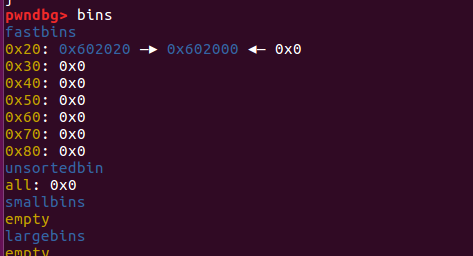 pwndbg> bins
fastbins
0x20: 0x602020 —▸ 0x602000 ◂— 0x0
0x30: 0x0
0x40: 0x0
0x50: 0x0
0x60: 0x0
0x70: 0x0
0x80: 0x0
unsortedbin
all: 0x0
smallbins
empty
largebins
empty